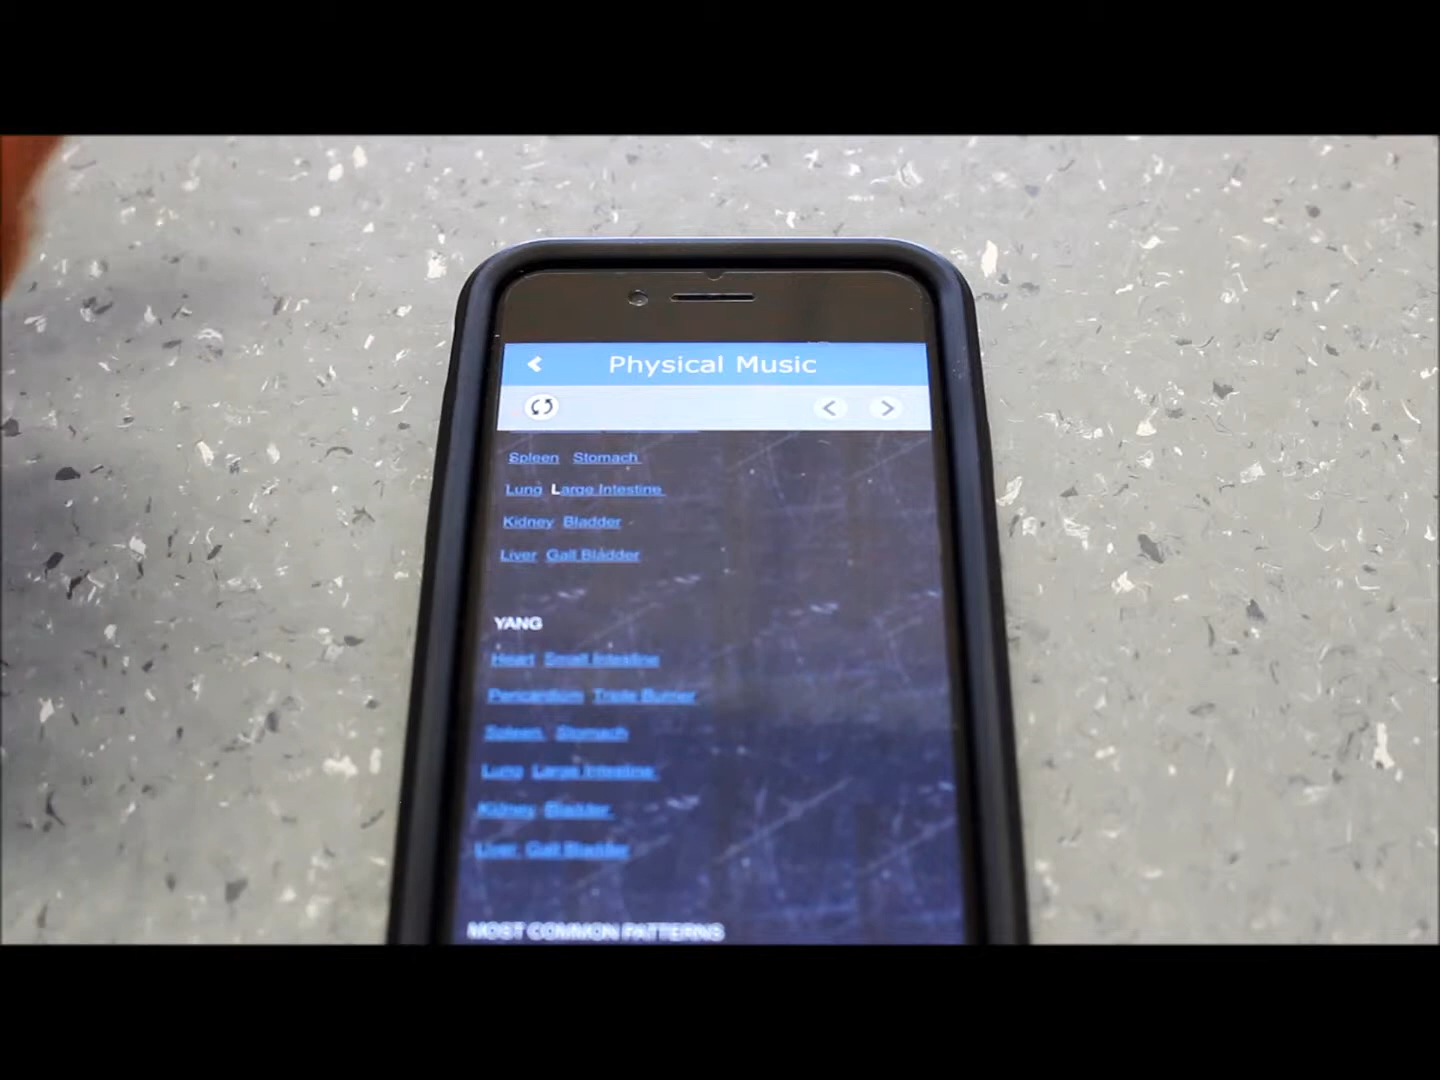 Physical Music
Spleen Stomach
Lung Large Intestine
Kidney Bladder
Liver Gall Bladder
YANG
Heart Small Intestine
Pericardium Triple Burner
Spleen Stomach
Lung Large Intestine
Kidney Bladder
Liver Gall Bladder
MOST COMMON PATTERNS